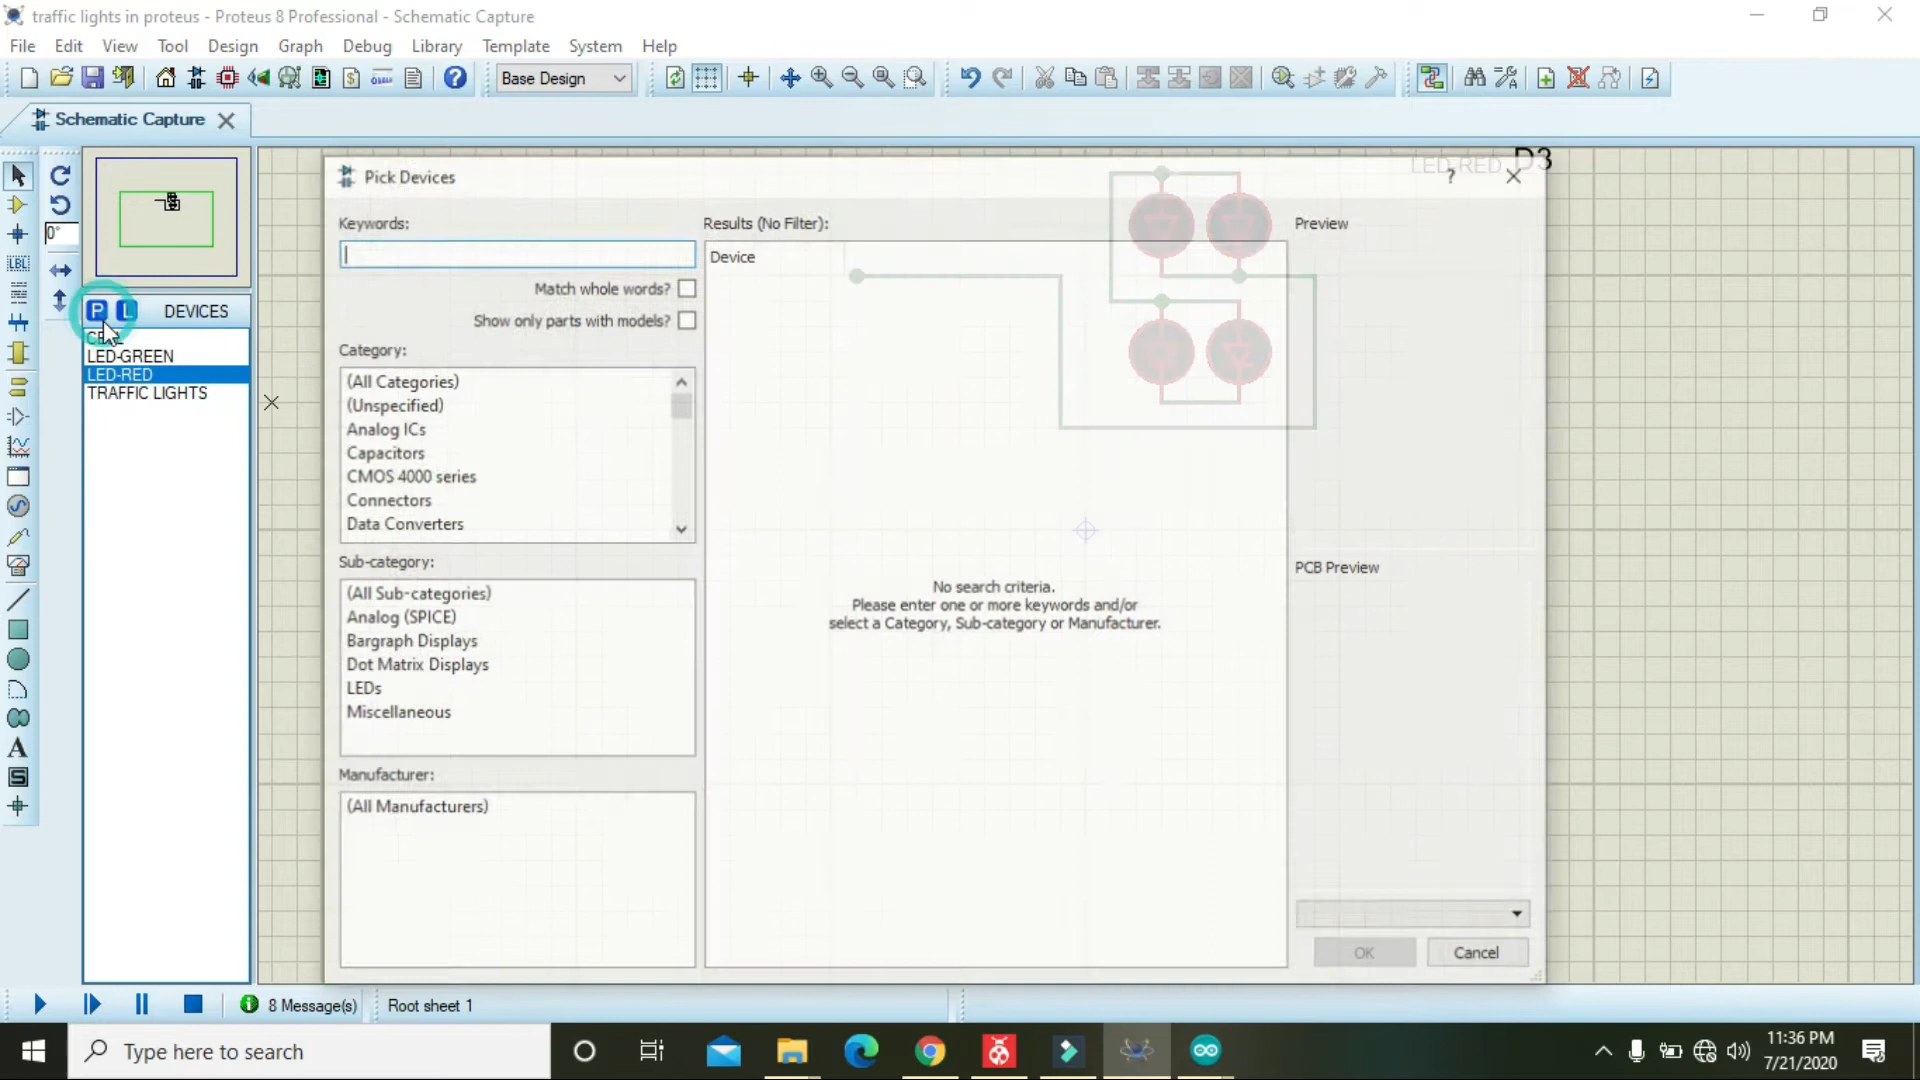 traffic lights in proteus - Proteus 8 Professional - Schematic Capture
File Edit View Tool Design Graph Debug Library Template System Help
Base Design
Schematic Capture
LBL
0°
P L DEVICES
LED-GREEN
LED-RED
TRAFFIC LIGHTS
Pick Devices
LED-RED D3
?
Keywords:
Match whole words?
Show only parts with models?
Category:
(All Categories)
(Unspecified)
Analog ICs
Capacitors
CMOS 4000 series
Connectors
Data Converters
Sub-category:
(All Sub-categories)
Analog (SPICE)
Bargraph Displays
Dot Matrix Displays
LEDs
Miscellaneous
Manufacturer:
(All Manufacturers)
Results (No Filter):
Device
No search criteria.
Please enter one or more keywords and/or
select a Category, Sub-category or Manufacturer.
Preview
PCB Preview
OK Cancel
A
S
8 Message(s) Root sheet 1
Type here to search
11:36 PM
7/21/2020